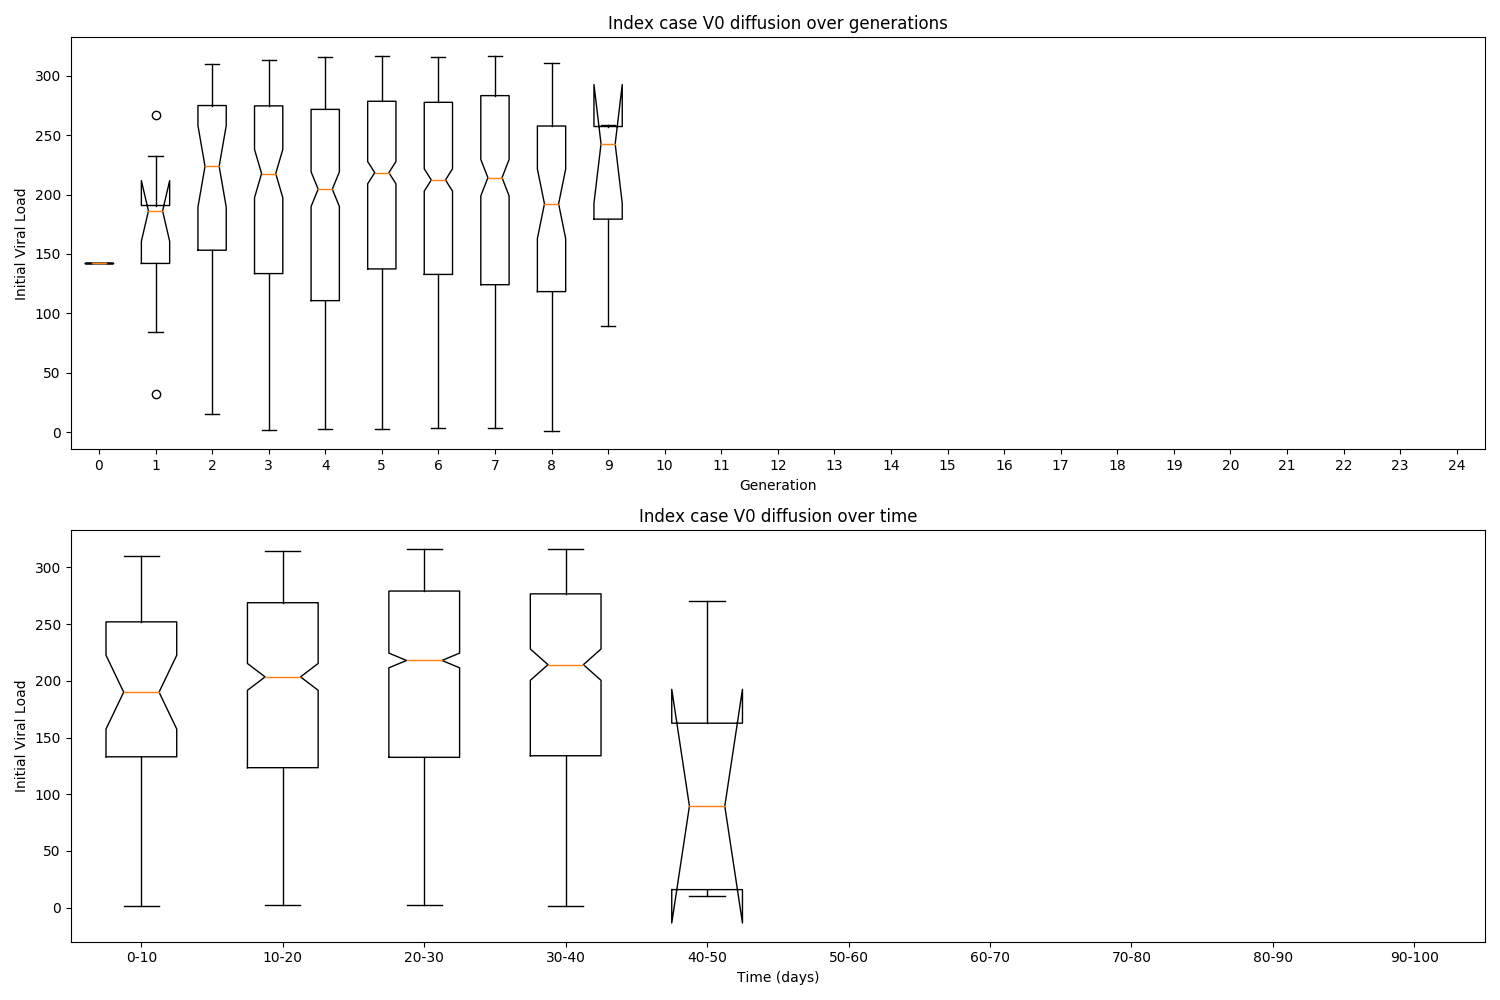 Index case V0 diffusion over generations
Initial Viral Load
300
250
200
150
100
50
0
0 1 2 3 4 5 6 7 8 9 10 11 12 13 14 15 16 17 18 19 20 21 22 23 24
Generation
Index case V0 diffusion over time
Initial Viral Load
300
250
200
150
100
50
0
0-10 10-20 20-30 30-40 40-50 50-60 60-70 70-80 80-90 90-100
Time (days)